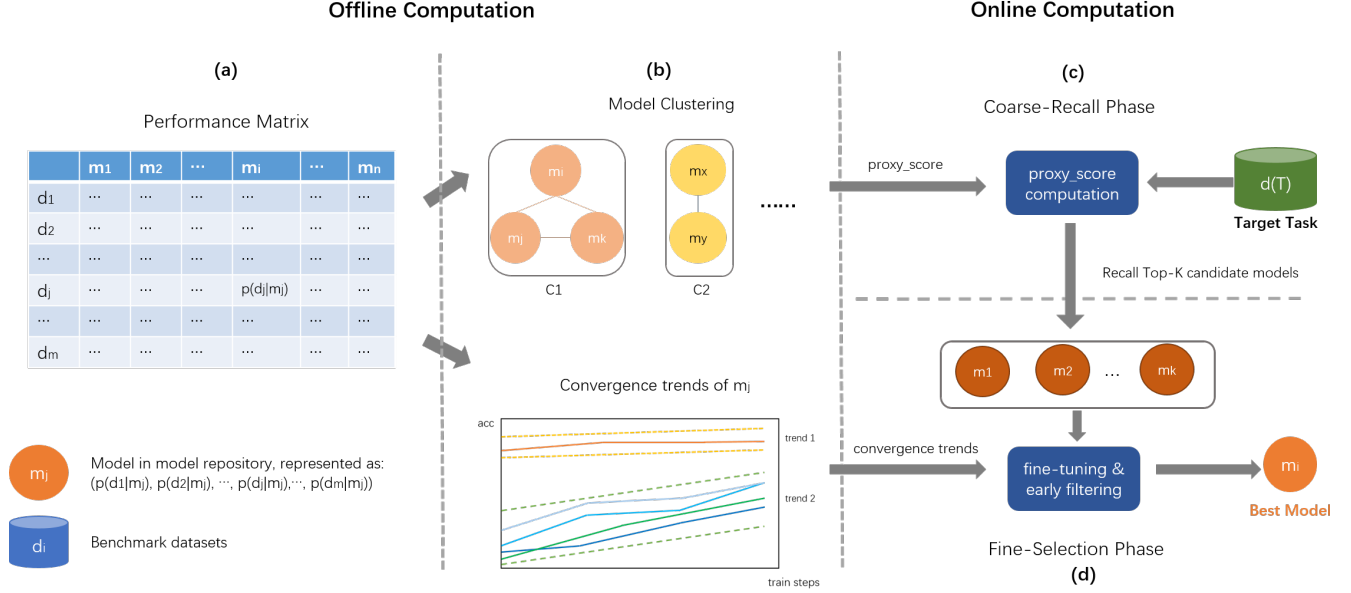 Offline Computation
Online Computation
(a)
(b)
(c)
Performance Matrix
Model Clustering
Coarse-Recall Phase
m1 m2 ... mi ... mn
d1 ... ... ... ... ... ...
d2 ... ... ... ... ... ...
... ... ... ... ... ... ...
dj ... ... ... p(dj|mj) ... ...
... ... ... ... ... ... ...
dm ... ... ... ... ... ...
mi
mj
mk
C1
mx
my
C2
......
proxy_score
proxy_score
computation
d(T)
Target Task
Recall Top-K candidate models
m1 m2 ... mk
Convergence trends of mj
acc
trend 1
trend 2
train steps
convergence trends
fine-tuning &
early filtering
mi
Best Model
Fine-Selection Phase
(d)
mj
Model in model repository, represented as:
(p(d1|mj), p(d2|mj), ..., p(dj|mj),..., p(dm|mj))
di
Benchmark datasets